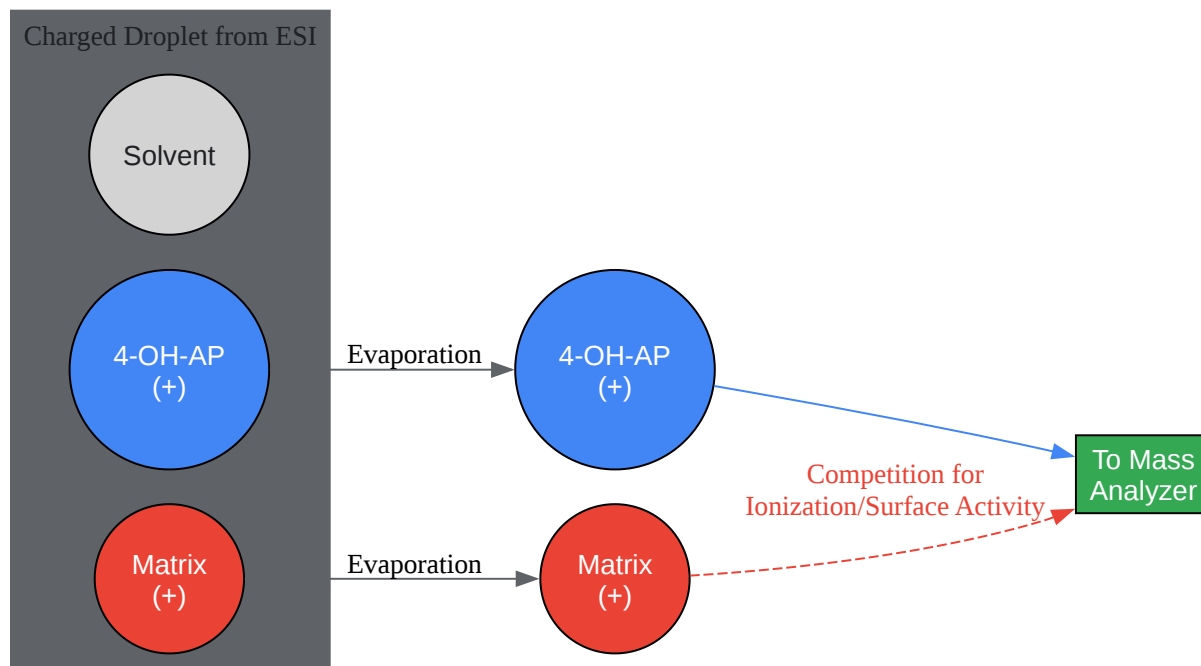 Charged Droplet from ESI
Solvent
4-OH-AP
(+)
Evaporation
4-OH-AP
(+)
Matrix
(+)
Evaporation
Matrix
(+)
Competition for
Ionization/Surface Activity
To Mass
Analyzer